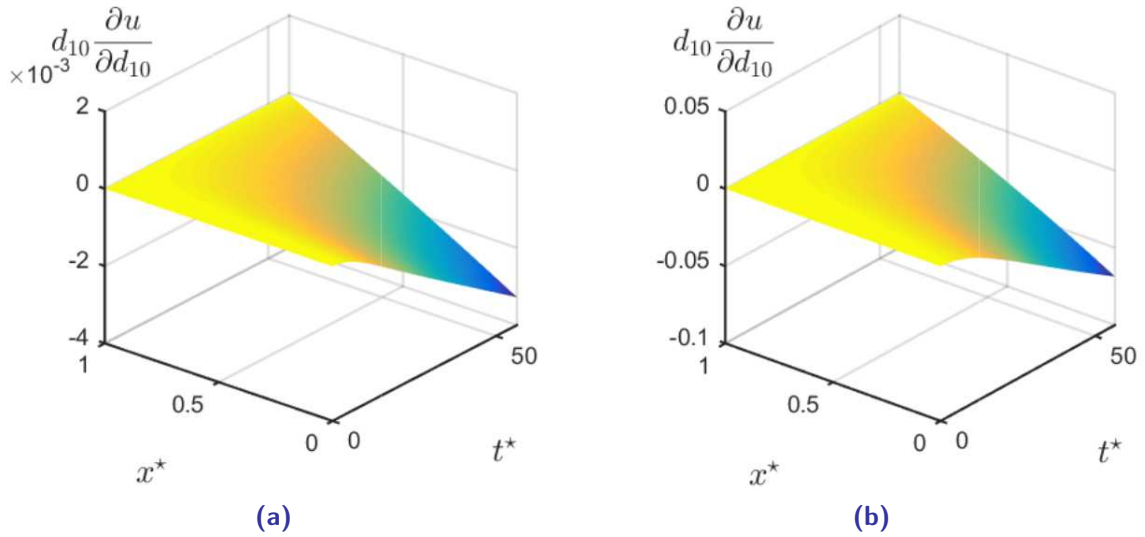 d₁₀ ∂u/∂d₁₀
×10⁻³
2
0
-2
-4
1
0.5
0
0
50
x⋆
t⋆
(a)
d₁₀ ∂u/∂d₁₀
0.05
0
-0.05
-0.1
1
0.5
0
0
50
x⋆
t⋆
(b)